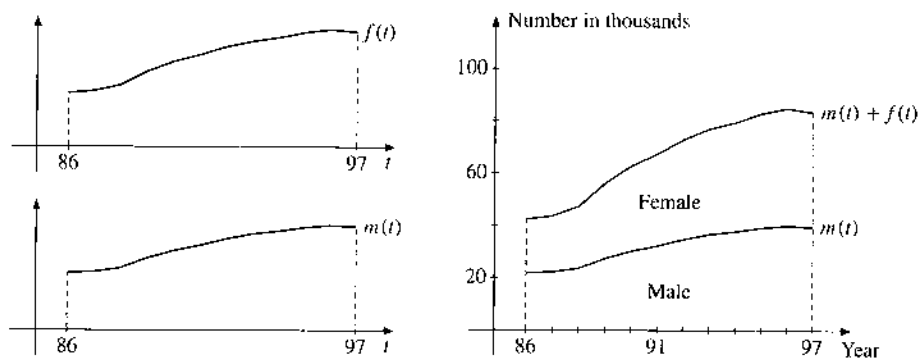 f(t)
86
97 t
m(t)
86
97 t
Number in thousands
100
60
20
m(t) + f(t)
Female
m(t)
Male
86
91
97
Year